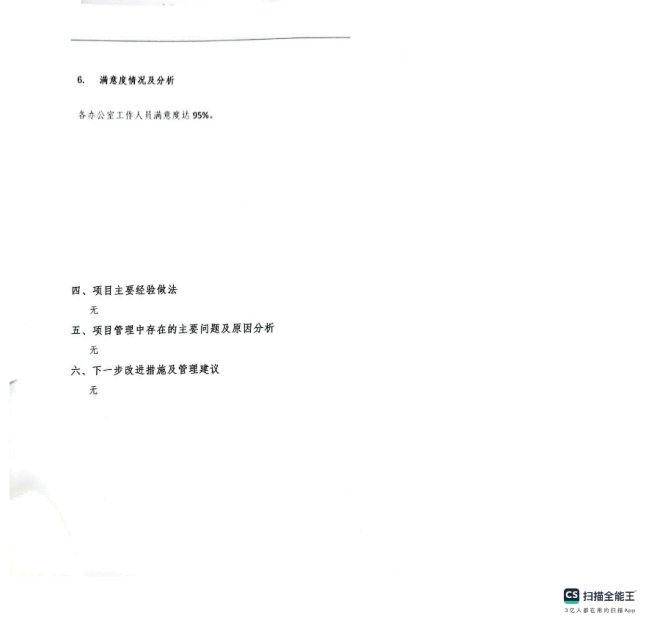 6. 满意度情况及分析
各办公室工作人员满意度达 95%。
四、项目主要经验做法
无
五、项目管理中存在的主要问题及原因分析
无
六、下一步改进措施及管理建议
无
CS 扫描全能王
3亿人都在用的扫描App